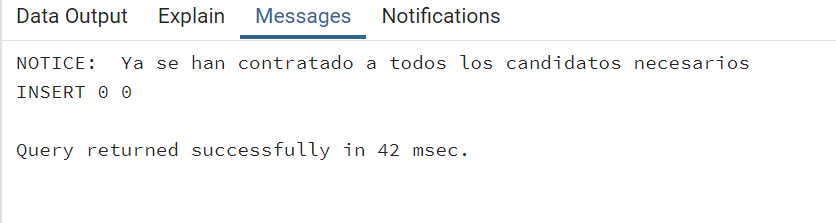 Data Output Explain Messages Notifications
NOTICE:  Ya se han contratado a todos los candidatos necesarios
INSERT 0 0
Query returned successfully in 42 msec.